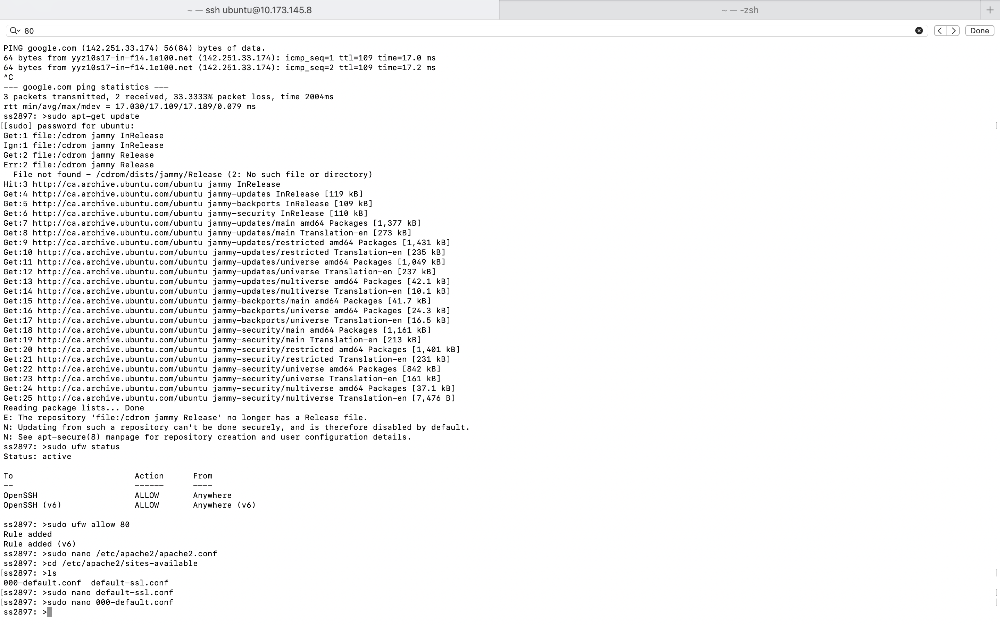 ~ — ssh ubuntu@10.173.145.8
~ — -zsh
80
Done
PING google.com (142.251.33.174) 56(84) bytes of data.
64 bytes from yyz10s17-in-f14.1e100.net (142.251.33.174): icmp_seq=1 ttl=109 time=17.0 ms
64 bytes from yyz10s17-in-f14.1e100.net (142.251.33.174): icmp_seq=2 ttl=109 time=17.2 ms
^C
--- google.com ping statistics ---
3 packets transmitted, 2 received, 33.3333% packet loss, time 2004ms
rtt min/avg/max/mdev = 17.030/17.109/17.189/0.079 ms
ss2897: >sudo apt-get update
[[sudo] password for ubuntu: ]
Get:1 file:/cdrom jammy InRelease
Ign:1 file:/cdrom jammy InRelease
Get:2 file:/cdrom jammy Release
Err:2 file:/cdrom jammy Release
  File not found - /cdrom/dists/jammy/Release (2: No such file or directory)
Hit:3 http://ca.archive.ubuntu.com/ubuntu jammy InRelease
Get:4 http://ca.archive.ubuntu.com/ubuntu jammy-updates InRelease [119 kB]
Get:5 http://ca.archive.ubuntu.com/ubuntu jammy-backports InRelease [109 kB]
Get:6 http://ca.archive.ubuntu.com/ubuntu jammy-security InRelease [110 kB]
Get:7 http://ca.archive.ubuntu.com/ubuntu jammy-updates/main amd64 Packages [1,377 kB]
Get:8 http://ca.archive.ubuntu.com/ubuntu jammy-updates/main Translation-en [273 kB]
Get:9 http://ca.archive.ubuntu.com/ubuntu jammy-updates/restricted amd64 Packages [1,431 kB]
Get:10 http://ca.archive.ubuntu.com/ubuntu jammy-updates/restricted Translation-en [235 kB]
Get:11 http://ca.archive.ubuntu.com/ubuntu jammy-updates/universe amd64 Packages [1,049 kB]
Get:12 http://ca.archive.ubuntu.com/ubuntu jammy-updates/universe Translation-en [237 kB]
Get:13 http://ca.archive.ubuntu.com/ubuntu jammy-updates/multiverse amd64 Packages [42.1 kB]
Get:14 http://ca.archive.ubuntu.com/ubuntu jammy-updates/multiverse Translation-en [10.1 kB]
Get:15 http://ca.archive.ubuntu.com/ubuntu jammy-backports/main amd64 Packages [41.7 kB]
Get:16 http://ca.archive.ubuntu.com/ubuntu jammy-backports/universe amd64 Packages [24.3 kB]
Get:17 http://ca.archive.ubuntu.com/ubuntu jammy-backports/universe Translation-en [16.5 kB]
Get:18 http://ca.archive.ubuntu.com/ubuntu jammy-security/main amd64 Packages [1,161 kB]
Get:19 http://ca.archive.ubuntu.com/ubuntu jammy-security/main Translation-en [213 kB]
Get:20 http://ca.archive.ubuntu.com/ubuntu jammy-security/restricted amd64 Packages [1,401 kB]
Get:21 http://ca.archive.ubuntu.com/ubuntu jammy-security/restricted Translation-en [231 kB]
Get:22 http://ca.archive.ubuntu.com/ubuntu jammy-security/universe amd64 Packages [842 kB]
Get:23 http://ca.archive.ubuntu.com/ubuntu jammy-security/universe Translation-en [161 kB]
Get:24 http://ca.archive.ubuntu.com/ubuntu jammy-security/multiverse amd64 Packages [37.1 kB]
Get:25 http://ca.archive.ubuntu.com/ubuntu jammy-security/multiverse Translation-en [7,476 B]
Reading package lists... Done
E: The repository 'file:/cdrom jammy Release' no longer has a Release file.
N: Updating from such a repository can't be done securely, and is therefore disabled by default.
N: See apt-secure(8) manpage for repository creation and user configuration details.
ss2897: >sudo ufw status
Status: active
To                         Action      From
--                         ------      ----
OpenSSH                    ALLOW       Anywhere
OpenSSH (v6)               ALLOW       Anywhere (v6)
ss2897: >sudo ufw allow 80
Rule added
Rule added (v6)
ss2897: >sudo nano /etc/apache2/apache2.conf
ss2897: >cd /etc/apache2/sites-available
[ss2897: >ls ]
000-default.conf  default-ssl.conf
[ss2897: >sudo nano default-ssl.conf ]
[ss2897: >sudo nano 000-default.conf ]
ss2897: >